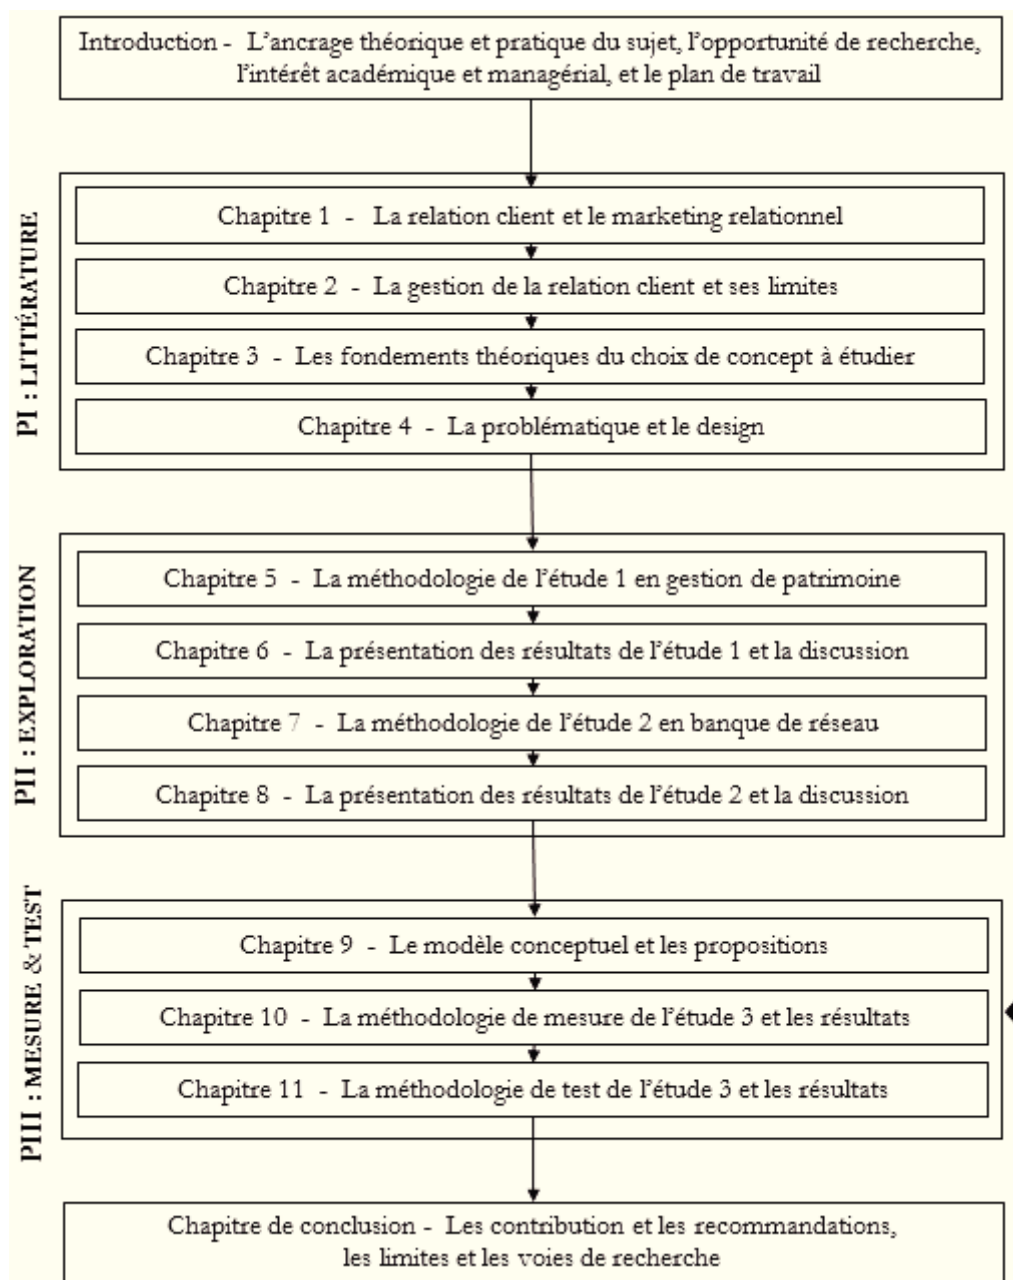 Introduction - L'ancrage théorique et pratique du sujet, l'opportunité de recherche,
l'intérêt académique et managérial, et le plan de travail
PI : LITTÉRATURE
Chapitre 1 - La relation client et le marketing relationnel
Chapitre 2 - La gestion de la relation client et ses limites
Chapitre 3 - Les fondements théoriques du choix de concept à étudier
Chapitre 4 - La problématique et le design
PII : EXPLORATION
Chapitre 5 - La méthodologie de l'étude 1 en gestion de patrimoine
Chapitre 6 - La présentation des résultats de l'étude 1 et la discussion
Chapitre 7 - La méthodologie de l'étude 2 en banque de réseau
Chapitre 8 - La présentation des résultats de l'étude 2 et la discussion
PIII : MESURE & TEST
Chapitre 9 - Le modèle conceptuel et les propositions
Chapitre 10 - La méthodologie de mesure de l'étude 3 et les résultats
Chapitre 11 - La méthodologie de test de l'étude 3 et les résultats
Chapitre de conclusion - Les contribution et les recommandations,
les limites et les voies de recherche